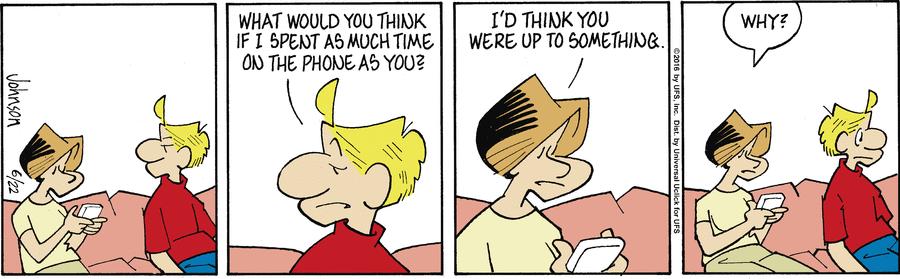 Johnson
6/22
WHAT WOULD YOU THINK
IF I SPENT AS MUCH TIME
ON THE PHONE AS YOU?
I'D THINK YOU
WERE UP TO SOMETHING.
©2016 by UFS, Inc. Dist. by Universal Uclick for UFS
WHY?